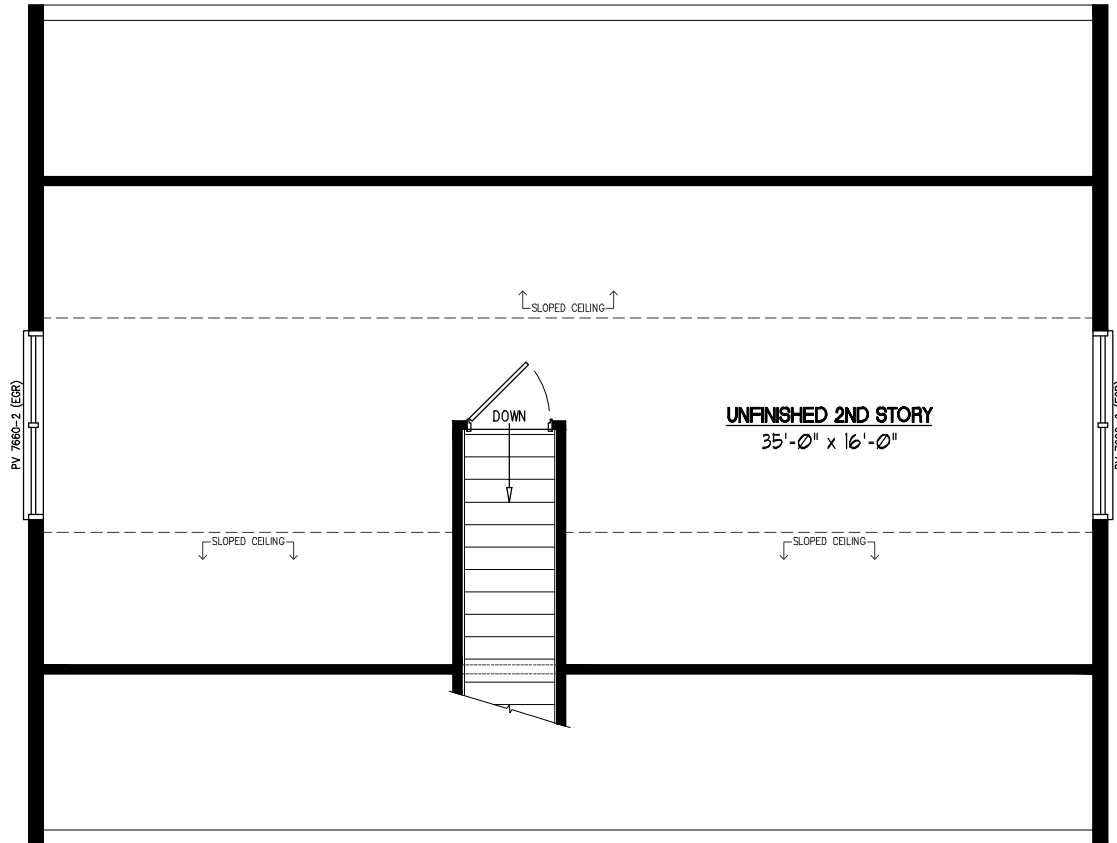 SLOPED CEILING
PV 7660-2 (EGR)
DOWN
UNFINISHED 2ND STORY
35'-0" x 16'-0"
SLOPED CEILING
SLOPED CEILING